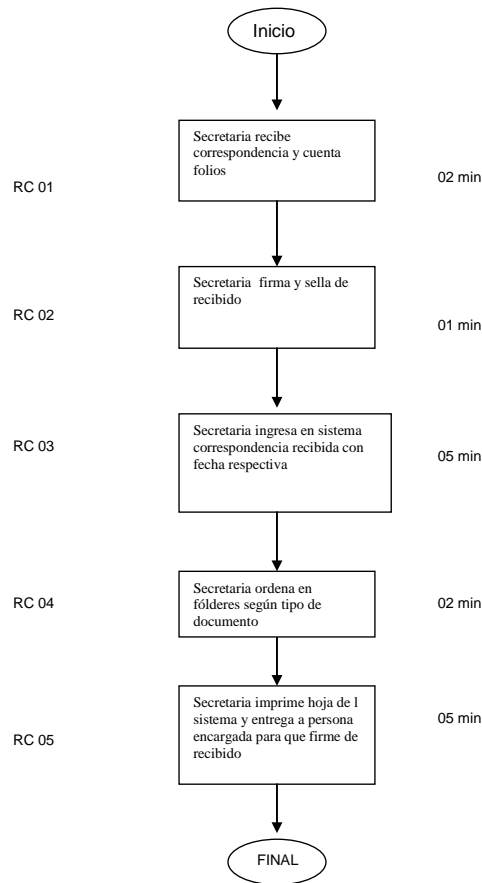 Inicio
Secretaria recibe
correspondencia y cuenta
folios
RC 01
02 min
Secretaria firma y sella de
recibido
RC 02
01 min
Secretaria ingresa en sistema
correspondencia recibida con
fecha respectiva
RC 03
05 min
Secretaria ordena en
fólderes según tipo de
documento
RC 04
02 min
Secretaria imprime hoja de l
sistema y entrega a persona
encargada para que firme de
recibido
RC 05
05 min
FINAL